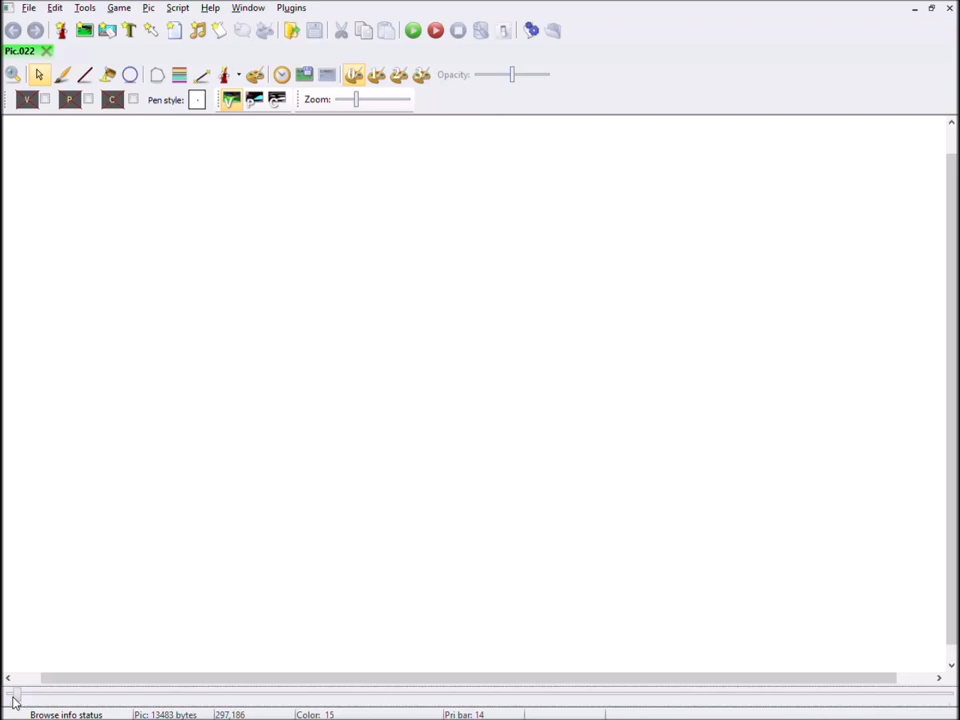 File Edit Tools Game Pic Script Help Window Plugins
Pic.022
Opacity:
V P C Pen style: V P C Zoom:
Browse info status Pic: 13483 bytes 297,186 Color: 15 Pri bar: 14